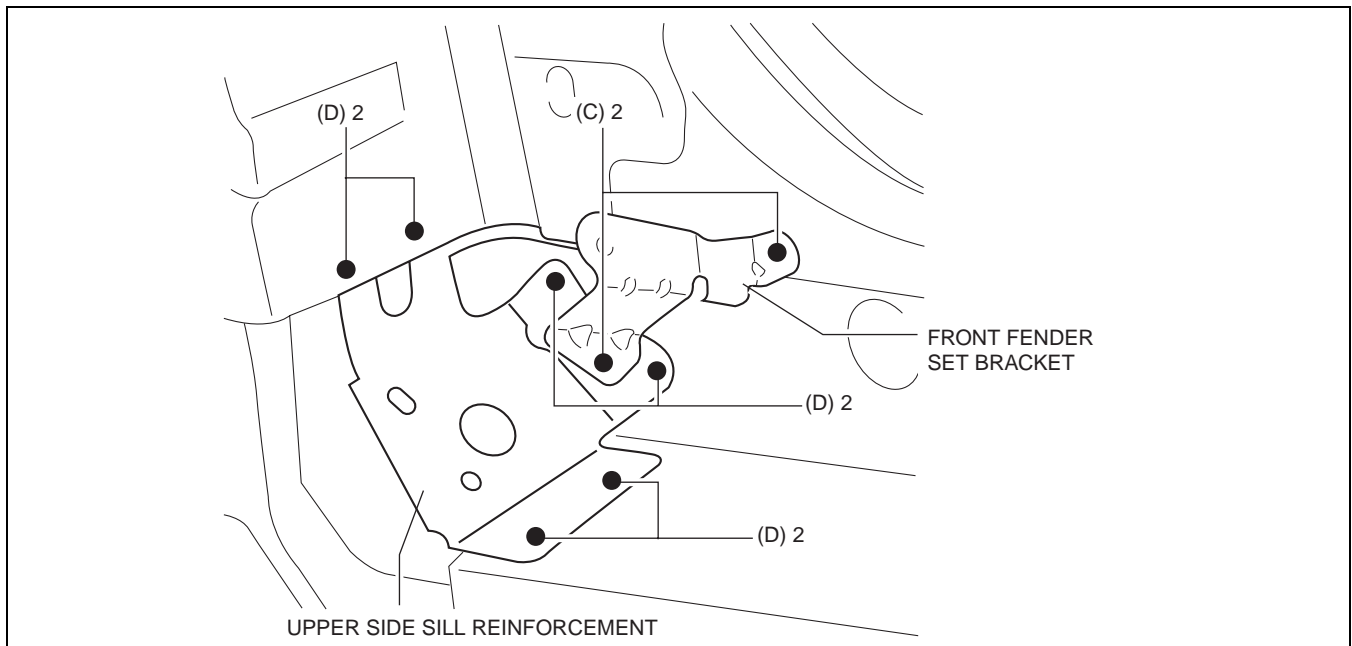 (D) 2
(C) 2
FRONT FENDER
SET BRACKET
(D) 2
(D) 2
UPPER SIDE SILL REINFORCEMENT